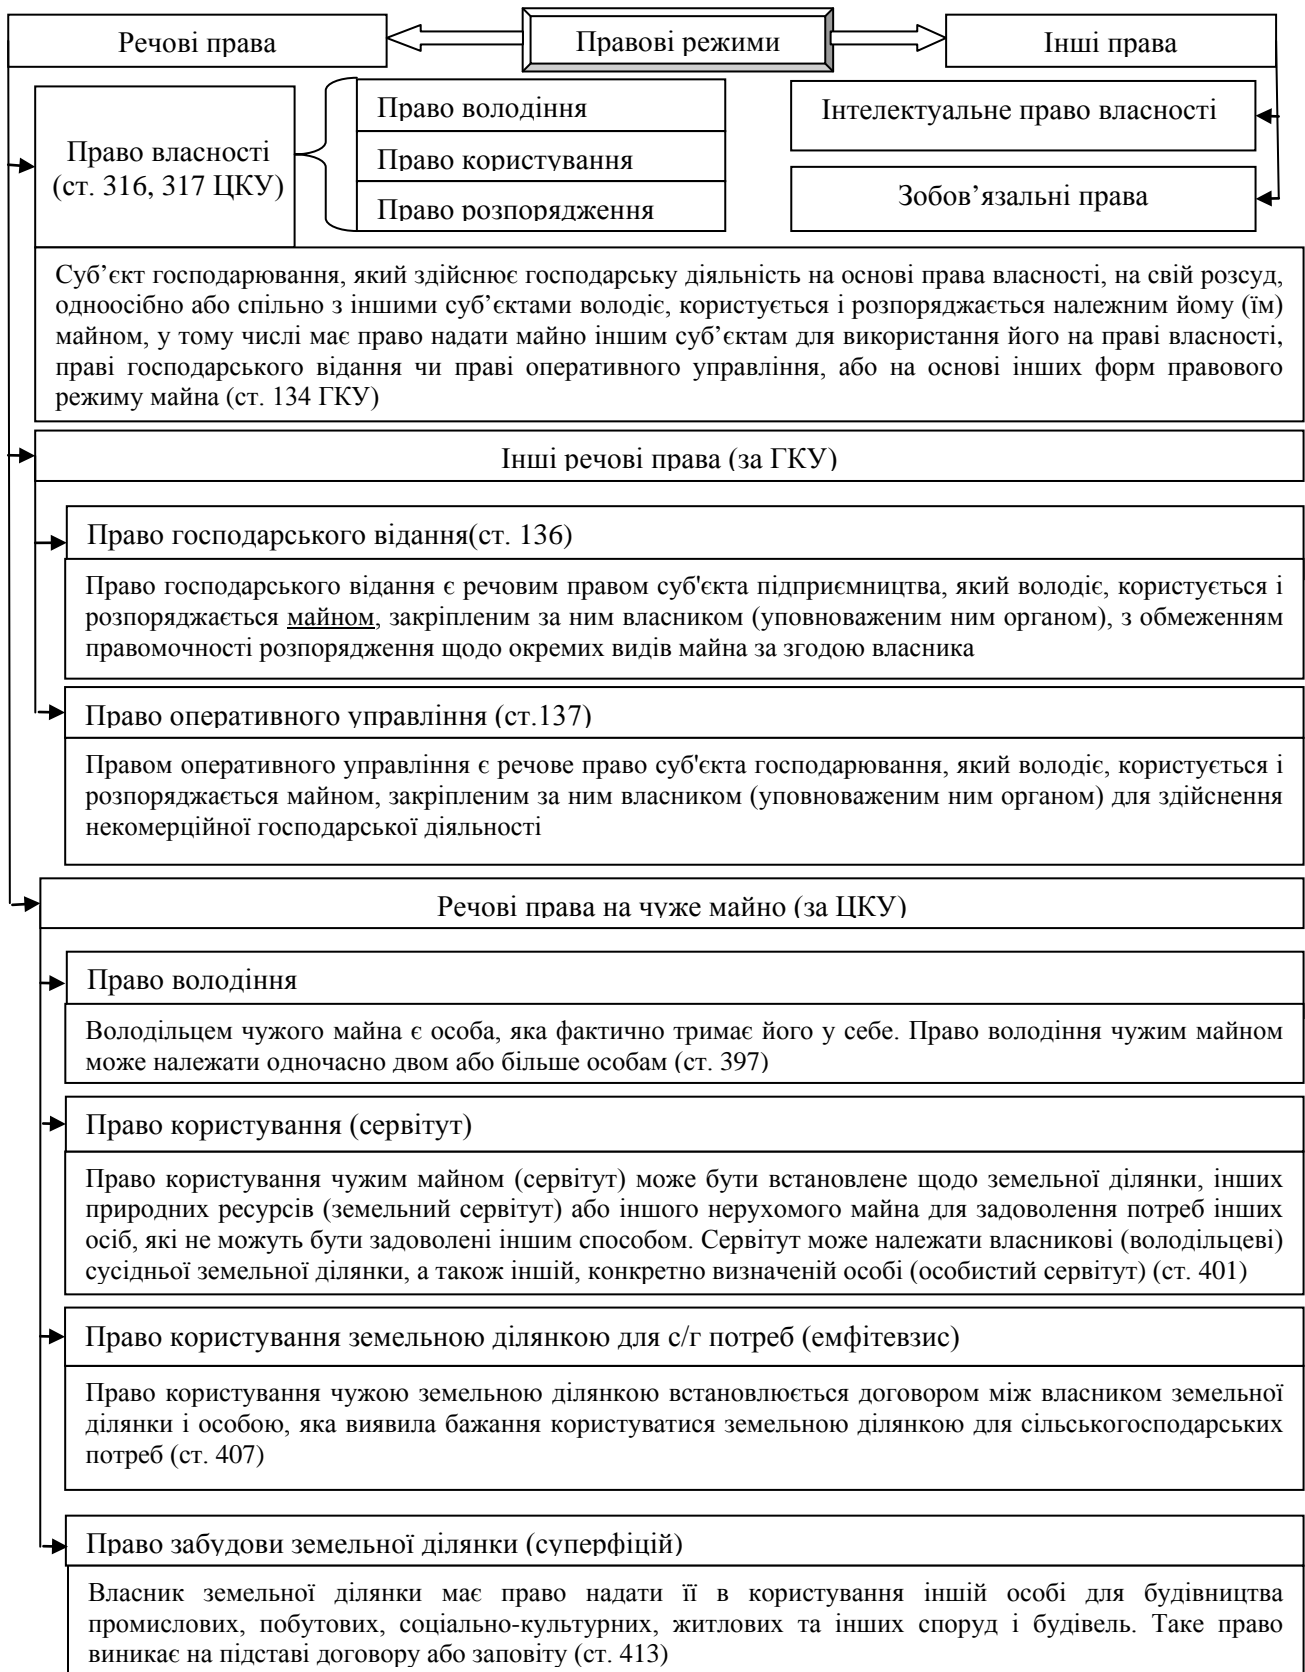 Речові права
Правові режими
Інші права
Право власності
(ст. 316, 317 ЦКУ)
Право володіння
Право користування
Право розпорядження
Інтелектуальне право власності
Зобов’язальні права
Суб’єкт господарювання, який здійснює господарську діяльність на основі права власності, на свій розсуд,
одноосібно або спільно з іншими суб’єктами володіє, користується і розпоряджається належним йому (їм)
майном, у тому числі має право надати майно іншим суб’єктам для використання його на праві власності,
праві господарського відання чи праві оперативного управління, або на основі інших форм правового
режиму майна (ст. 134 ГКУ)
Інші речові права (за ГКУ)
Право господарського відання(ст. 136)
Право господарського відання є речовим правом суб'єкта підприємництва, який володіє, користується і
розпоряджається майном, закріпленим за ним власником (уповноваженим ним органом), з обмеженням
правомочності розпорядження щодо окремих видів майна за згодою власника
Право оперативного управління (ст.137)
Правом оперативного управління є речове право суб'єкта господарювання, який володіє, користується і
розпоряджається майном, закріпленим за ним власником (уповноваженим ним органом) для здійснення
некомерційної господарської діяльності
Речові права на чуже майно (за ЦКУ)
Право володіння
Володільцем чужого майна є особа, яка фактично тримає його у себе. Право володіння чужим майном
може належати одночасно двом або більше особам (ст. 397)
Право користування (сервітут)
Право користування чужим майном (сервітут) може бути встановлене щодо земельної ділянки, інших
природних ресурсів (земельний сервітут) або іншого нерухомого майна для задоволення потреб інших
осіб, які не можуть бути задоволені іншим способом. Сервітут може належати власникові (володільцеві)
сусідньої земельної ділянки, а також іншій, конкретно визначеній особі (особистий сервітут) (ст. 401)
Право користування земельною ділянкою для с/г потреб (емфітевзис)
Право користування чужою земельною ділянкою встановлюється договором між власником земельної
ділянки і особою, яка виявила бажання користуватися земельною ділянкою для сільськогосподарських
потреб (ст. 407)
Право забудови земельної ділянки (суперфіцій)
Власник земельної ділянки має право надати її в користування іншій особі для будівництва
промислових, побутових, соціально-культурних, житлових та інших споруд і будівель. Таке право
виникає на підставі договору або заповіту (ст. 413)